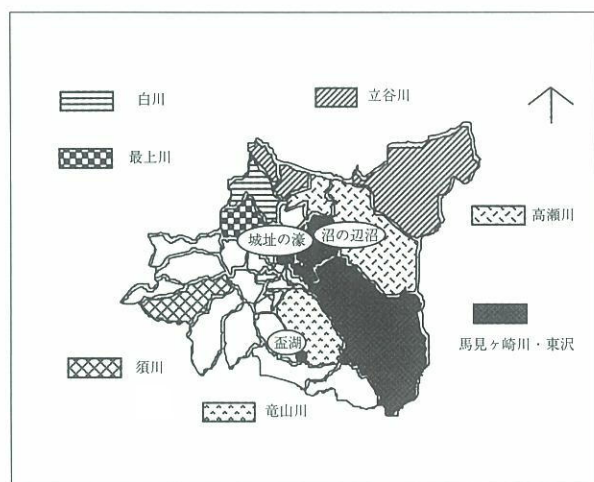 白川
立谷川
最上川
高瀬川
城址の濠
沼の辺沼
馬見ヶ崎川・東沢
盃湖
須川
竜山川